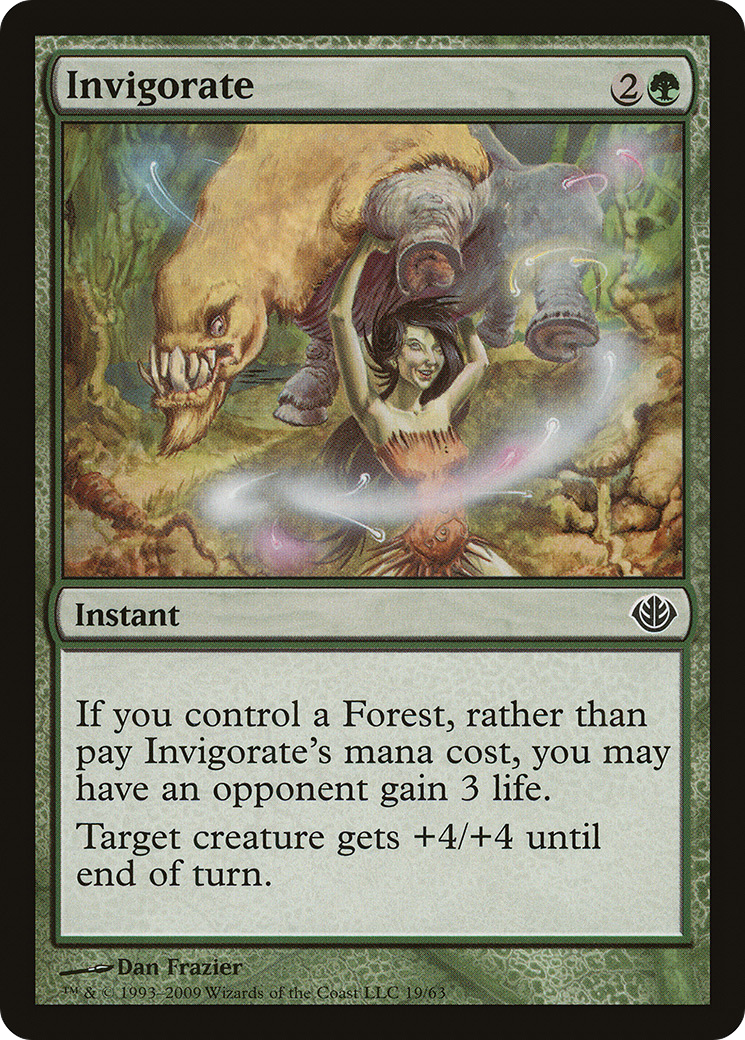 Invigorate 2
Instant
If you control a Forest, rather than
pay Invigorate's mana cost, you may
have an opponent gain 3 life.
Target creature gets +4/+4 until
end of turn.
Dan Frazier
™ & © 1993–2009 Wizards of the Coast LLC 19/63